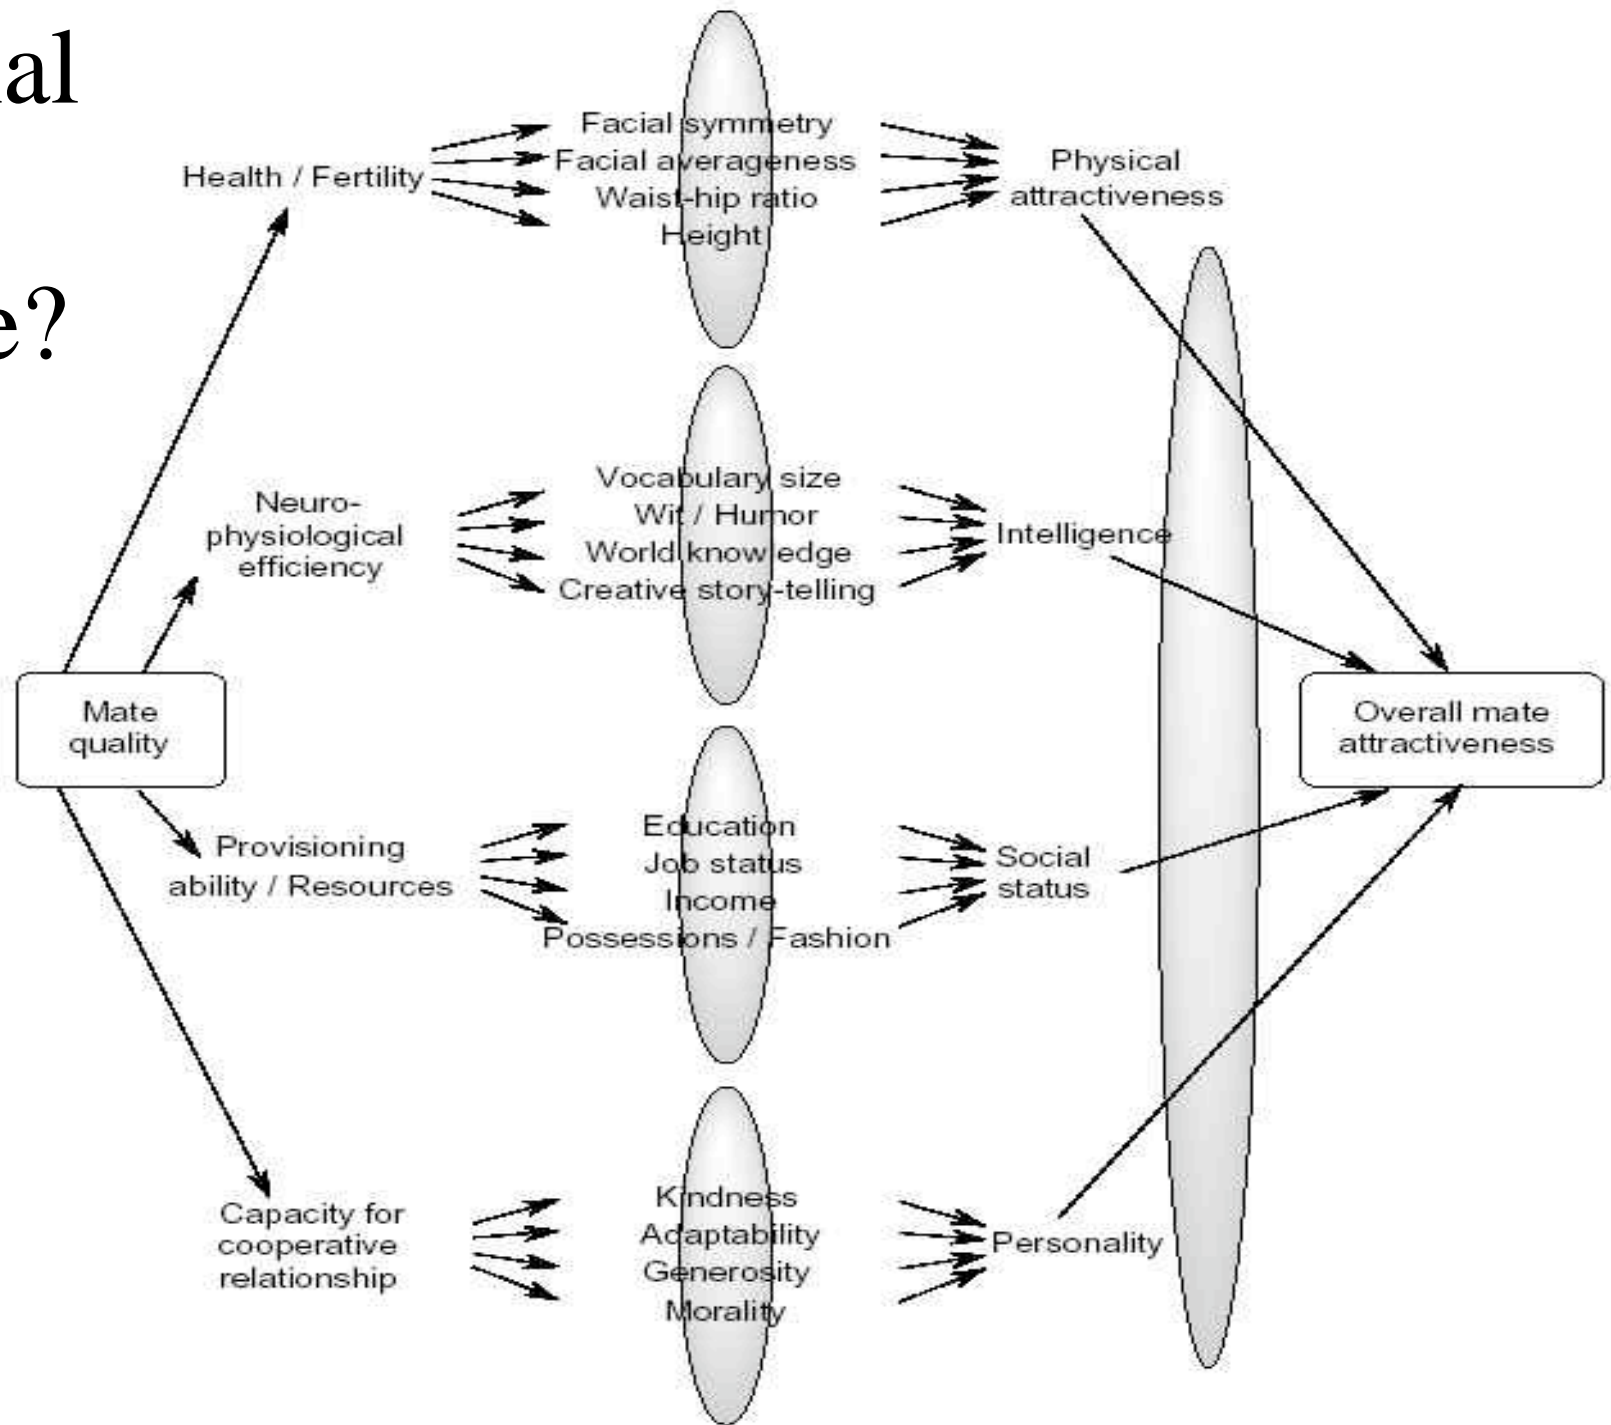 al
e?
Facial symmetry
Facial averageness
Waist-hip ratio
Height
Health / Fertility
Physical
attractiveness
Vocabulary size
Wit / Humor
World knowledge
Creative story-telling
Neuro-
physiological
efficiency
Intelligence
Mate
quality
Overall mate
attractiveness
Education
Job status
Income
Possessions / Fashion
Provisioning
ability / Resources
Social
status
Kindness
Adaptability
Generosity
Morality
Capacity for
cooperative
relationship
Personality